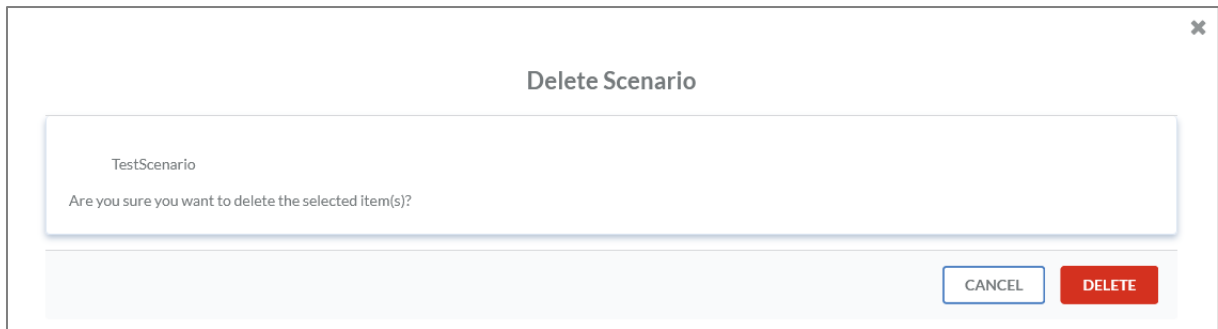 Delete Scenario
TestScenario
Are you sure you want to delete the selected item(s)?
CANCEL
DELETE